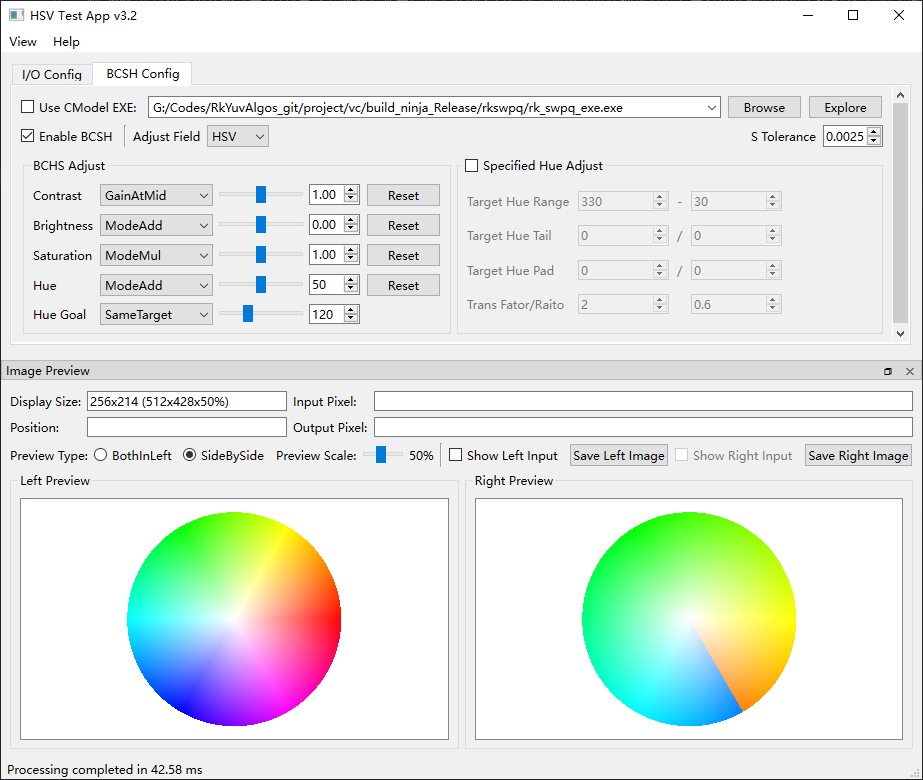 HSV Test App v3.2
View Help
I/O Config BCSH Config
Use CModel EXE: G:/Codes/RkYuvAlgos_git/project/vc/build_ninja_Release/rkswpq/rk_swpq_exe.exe Browse Explore
Enable BCSH Adjust Field HSV S Tolerance 0.0025
BCHS Adjust Specified Hue Adjust
Contrast GainAtMid 1.00 Reset Target Hue Range 330 - 30
Brightness ModeAdd 0.00 Reset Target Hue Tail 0 / 0
Saturation ModeMul 1.00 Reset Target Hue Pad 0 / 0
Hue ModeAdd 50 Reset Trans Fator/Raito 2 0.6
Hue Goal SameTarget 120
Image Preview
Display Size: 256x214 (512x428x50%) Input Pixel:
Position: Output Pixel:
Preview Type: BothInLeft SideBySide Preview Scale: 50% Show Left Input Save Left Image Show Right Input Save Right Image
Left Preview Right Preview
Processing completed in 42.58 ms